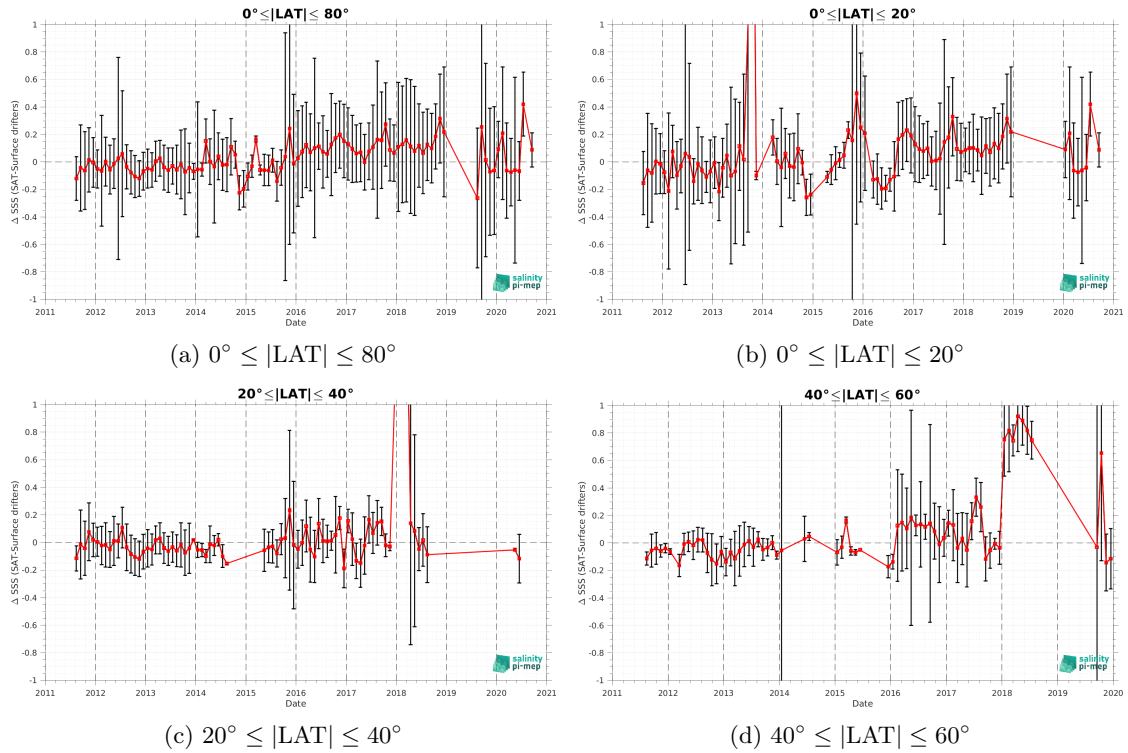 0°≤|LAT|≤ 80°
Δ SSS (SAT-Surface drifters)
1
0.8
0.6
0.4
0.2
0
-0.2
-0.4
-0.6
-0.8
-1
salinity
pi-mep
2011 2012 2013 2014 2015 2016 2017 2018 2019 2020 2021
Date
(a) 0° ≤ |LAT| ≤ 80°
0°≤|LAT|≤ 20°
Δ SSS (SAT-Surface drifters)
1
0.8
0.6
0.4
0.2
0
-0.2
-0.4
-0.6
-0.8
-1
salinity
pi-mep
2011 2012 2013 2014 2015 2016 2017 2018 2019 2020 2021
Date
(b) 0° ≤ |LAT| ≤ 20°
20°≤|LAT|≤ 40°
Δ SSS (SAT-Surface drifters)
1
0.8
0.6
0.4
0.2
0
-0.2
-0.4
-0.6
-0.8
-1
salinity
pi-mep
2011 2012 2013 2014 2015 2016 2017 2018 2019 2020 2021
Date
(c) 20° ≤ |LAT| ≤ 40°
40°≤|LAT|≤ 60°
Δ SSS (SAT-Surface drifters)
1
0.8
0.6
0.4
0.2
0
-0.2
-0.4
-0.6
-0.8
-1
salinity
pi-mep
2011 2012 2013 2014 2015 2016 2017 2018 2019 2020
Date
(d) 40° ≤ |LAT| ≤ 60°